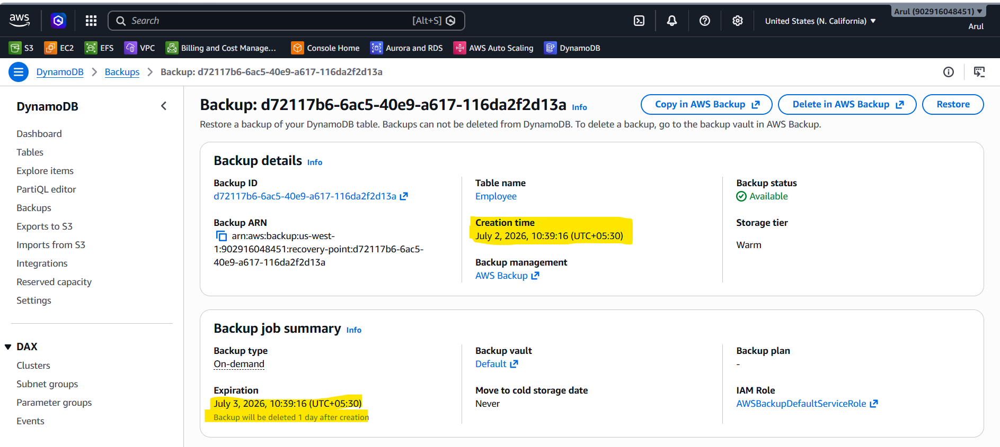 Arul (902916048451)
aws
Search
[Alt+S]
United States (N. California)
Arul
S3
EC2
EFS
VPC
Billing and Cost Manage...
Console Home
Aurora and RDS
AWS Auto Scaling
DynamoDB
DynamoDB
Backups
Backup: d72117b6-6ac5-40e9-a617-116da2f2d13a
DynamoDB
Dashboard
Tables
Explore items
PartiQL editor
Backups
Exports to S3
Imports from S3
Integrations
Reserved capacity
Settings
DAX
Clusters
Subnet groups
Parameter groups
Events
Backup: d72117b6-6ac5-40e9-a617-116da2f2d13a Info
Copy in AWS Backup
Delete in AWS Backup
Restore
Restore a backup of your DynamoDB table. Backups can not be deleted from DynamoDB. To delete a backup, go to the backup vault in AWS Backup.
Backup details Info
Backup ID
d72117b6-6ac5-40e9-a617-116da2f2d13a
Backup ARN
arn:aws:backup:us-west-
1:902916048451:recovery-point:d72117b6-6ac5-
40e9-a617-116da2f2d13a
Table name
Employee
Creation time
July 2, 2026, 10:39:16 (UTC+05:30)
Backup management
AWS Backup
Backup status
Available
Storage tier
Warm
Backup job summary Info
Backup type
On-demand
Expiration
July 3, 2026, 10:39:16 (UTC+05:30)
Backup will be deleted 1 day after creation
Backup vault
Default
Move to cold storage date
Never
Backup plan
-
IAM Role
AWSBackupDefaultServiceRole